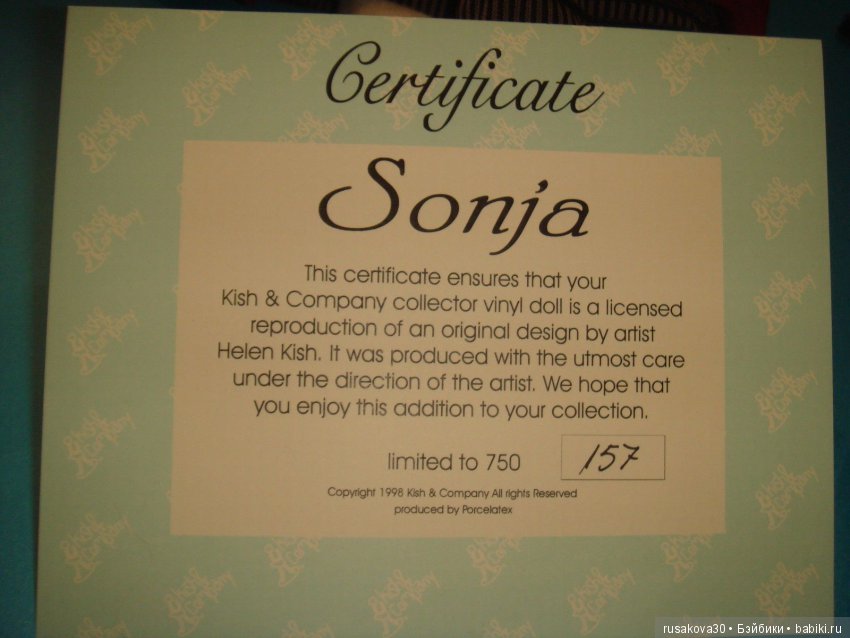 Certificate
Sonja
This certificate ensures that your
Kish & Company collector vinyl doll is a licensed
reproduction of an original design by artist
Helen Kish. It was produced with the utmost care
under the direction of the artist. We hope that
you enjoy this addition to your collection.
limited to 750 157
Copyright 1998 Kish & Company All rights Reserved
produced by Porcelatex
rusakova30 • Бэйбики • babiki.ru